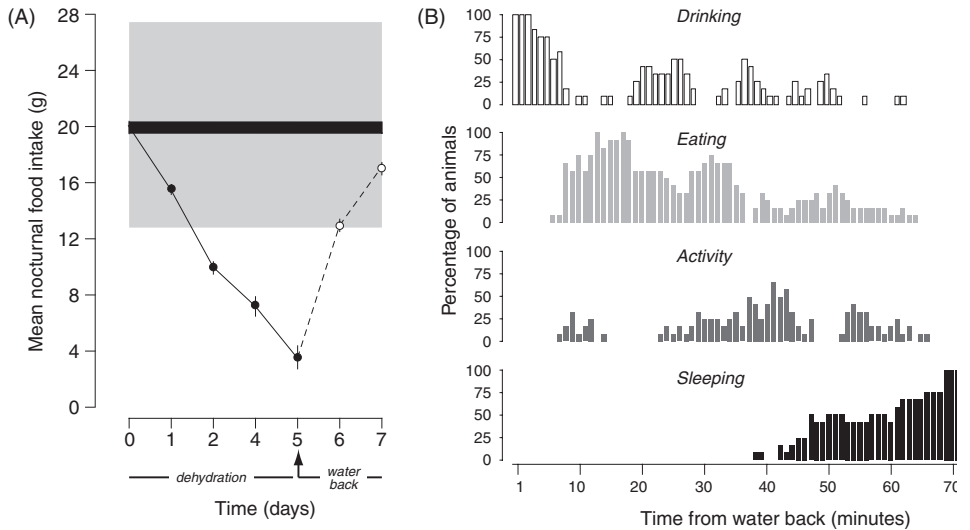 (A)
28
24
20
16
12
8
4
0
Mean nocturnal food intake (g)
0 1 2 4 5 6 7
dehydration
water
back
Time (days)
(B)
Percentage of animals
Drinking
100
75
50
25
0
Eating
100
75
50
25
0
Activity
100
75
50
25
0
Sleeping
100
75
50
25
0
1 10 20 30 40 50 60 70
Time from water back (minutes)